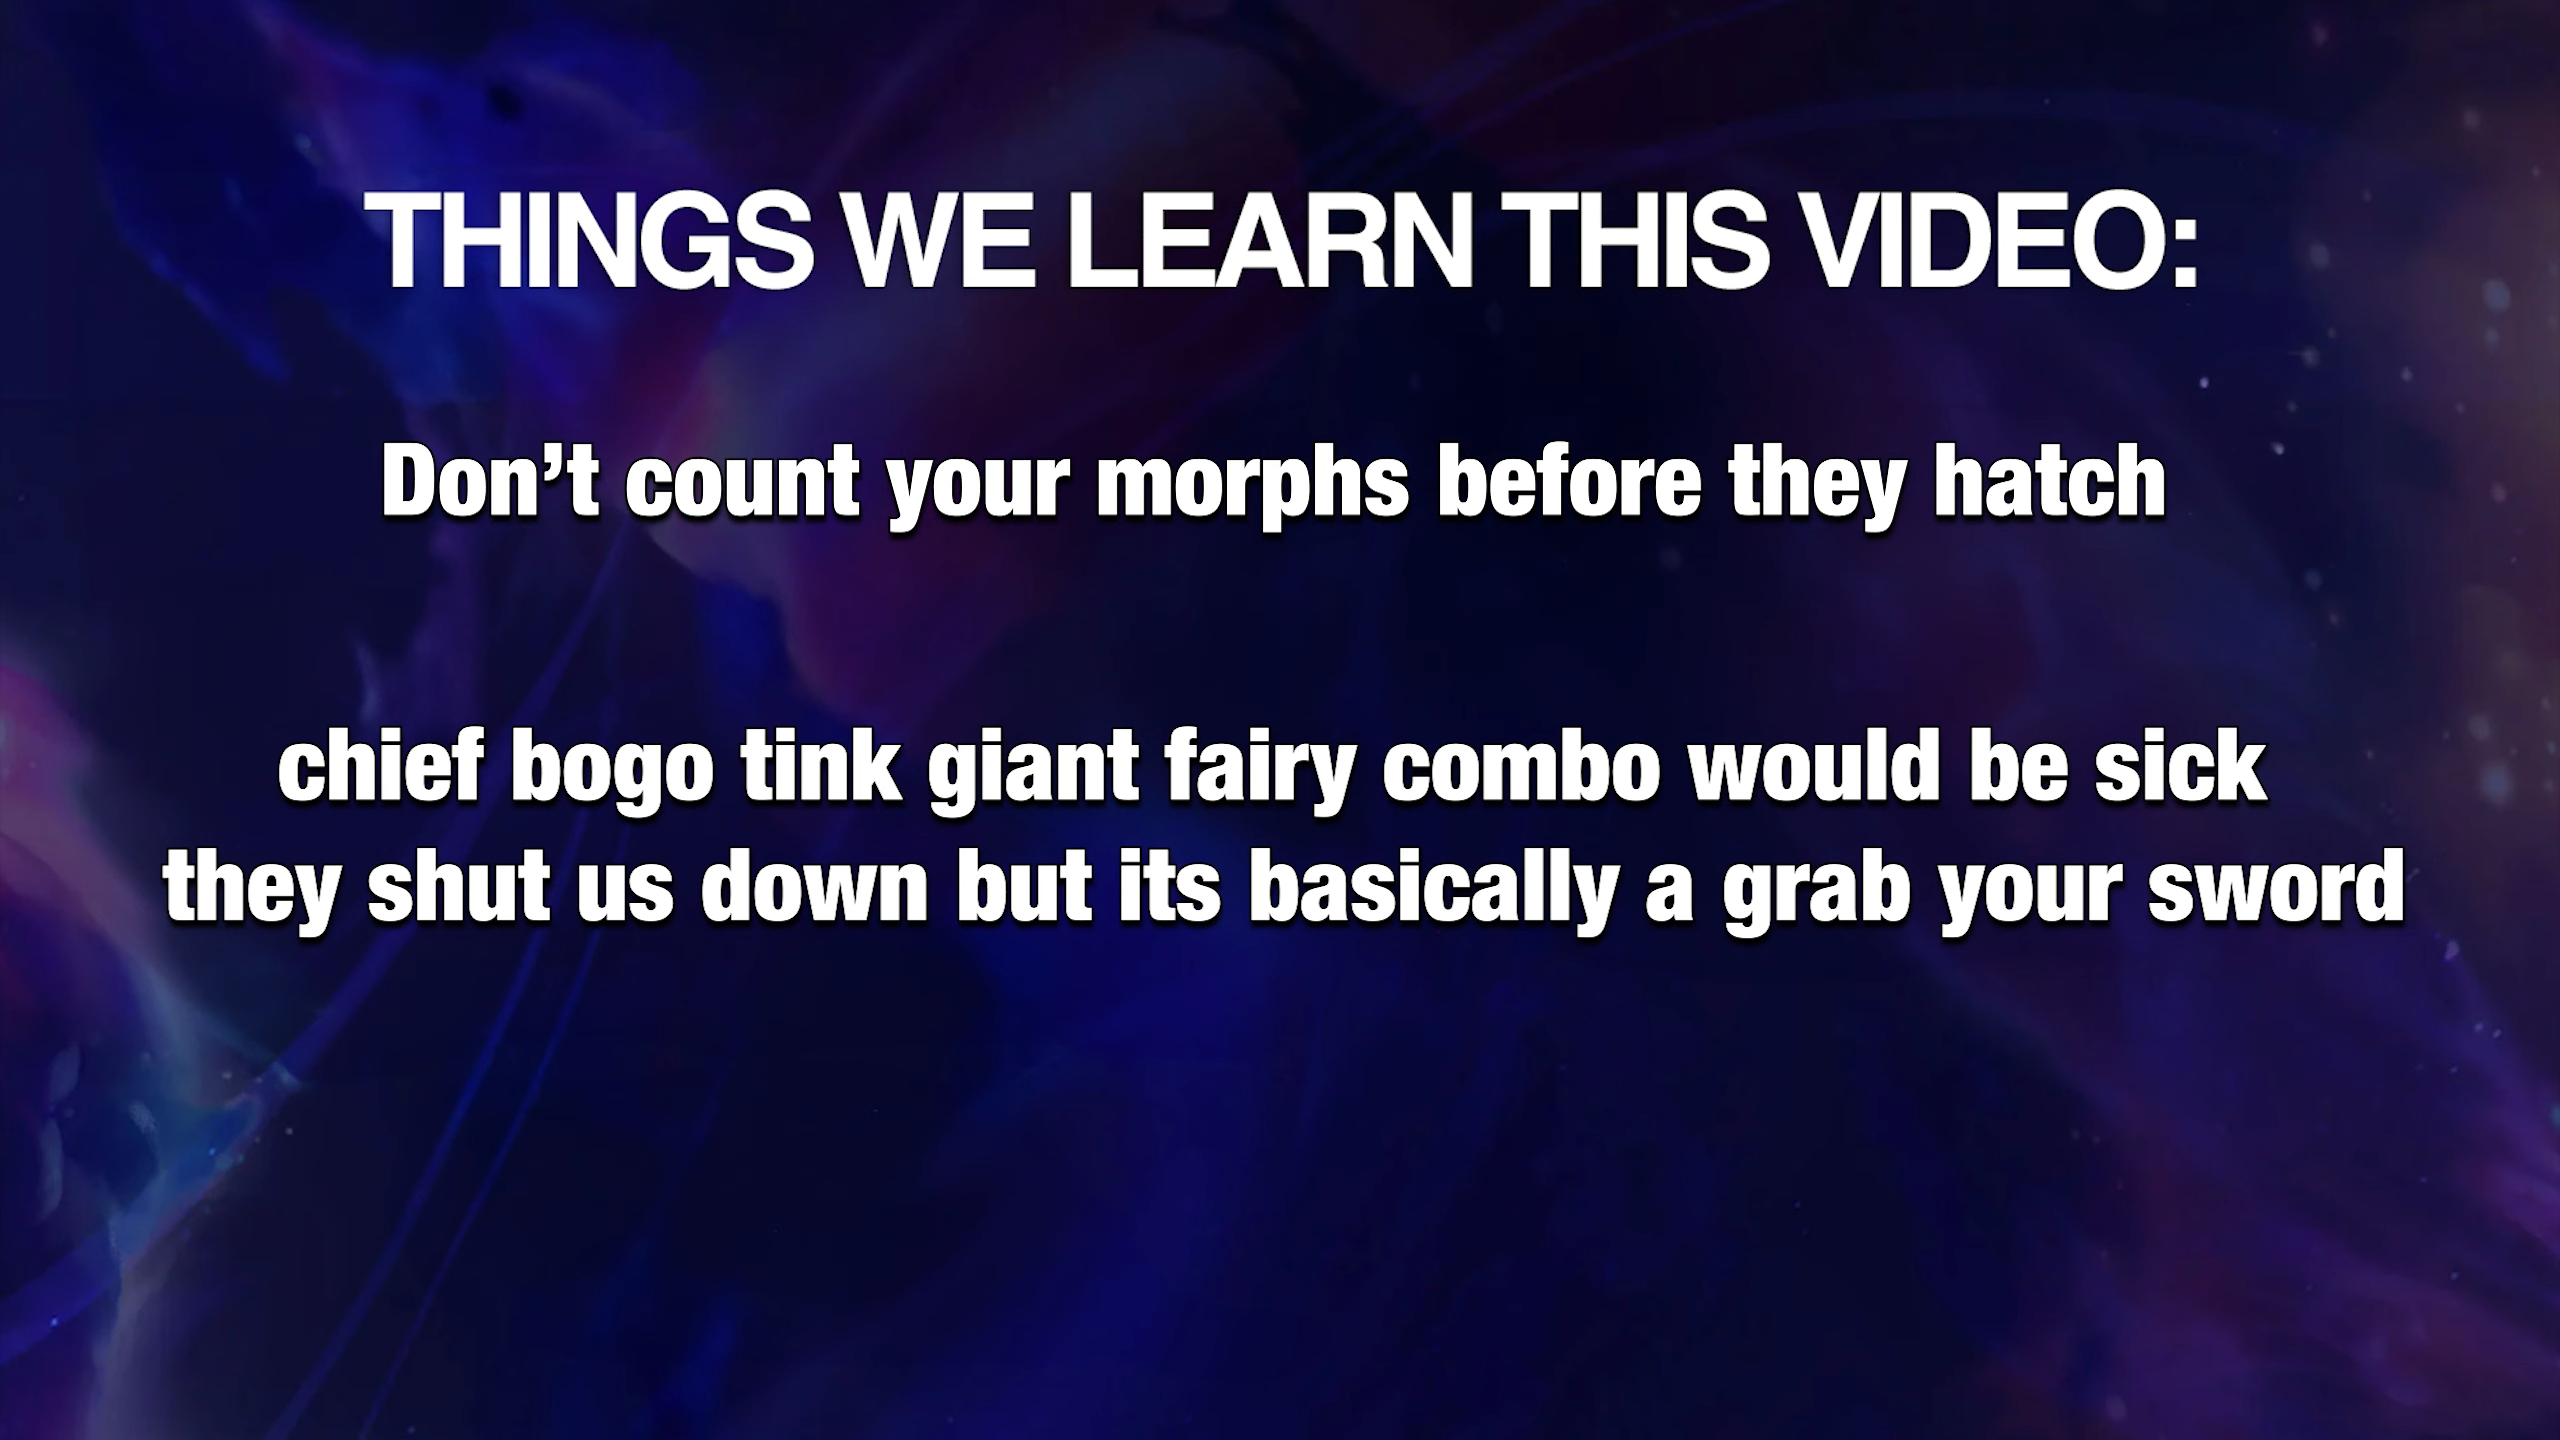 THINGS WE LEARN THIS VIDEO:
Don’t count your morphs before they hatch
chief bogo tink giant fairy combo would be sick
they shut us down but its basically a grab your sword